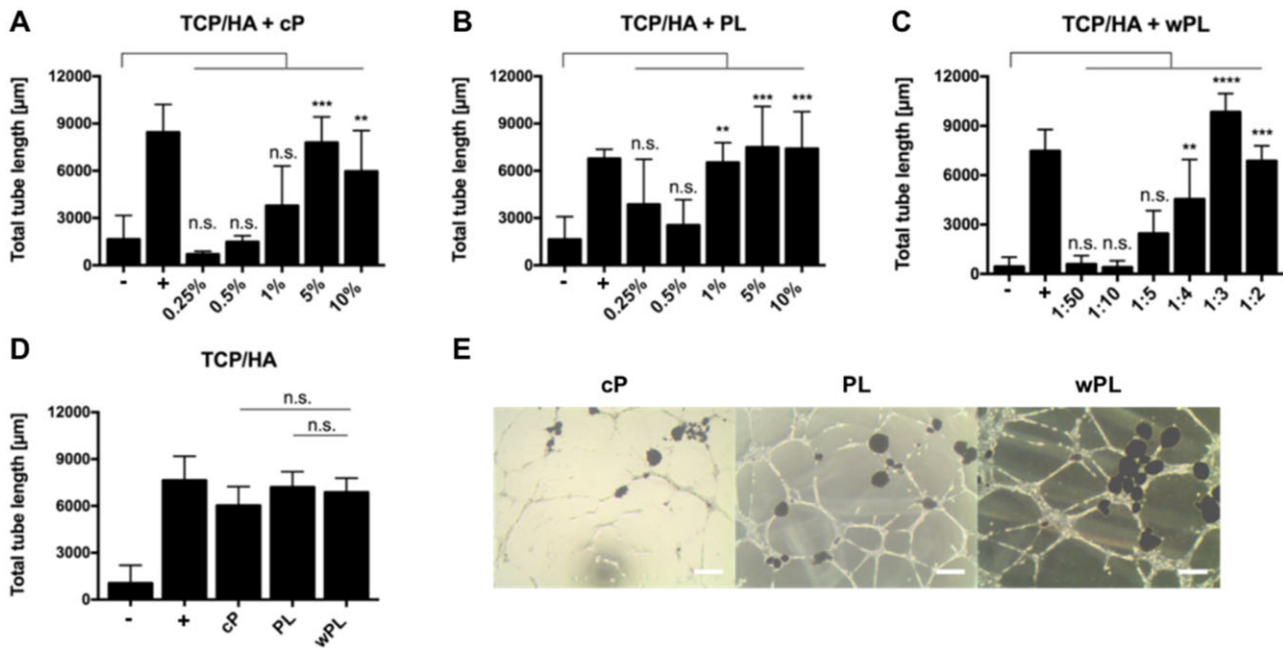 A
TCP/HA + cP
Total tube length [µm]
12000
9000
6000
3000
0
n.s.
n.s.
n.s.
***
**
-
+
0.25%
0.5%
1%
5%
10%
B
TCP/HA + PL
Total tube length [µm]
12000
9000
6000
3000
0
n.s.
n.s.
**
***
***
-
+
0.25%
0.5%
1%
5%
10%
C
TCP/HA + wPL
Total tube length [µm]
12000
9000
6000
3000
0
n.s.
n.s.
n.s.
**
****
***
-
+
1:50
1:10
1:5
1:4
1:3
1:2
D
TCP/HA
Total tube length [µm]
12000
9000
6000
3000
0
n.s.
n.s.
-
+
cP
PL
wPL
E
cP
PL
wPL